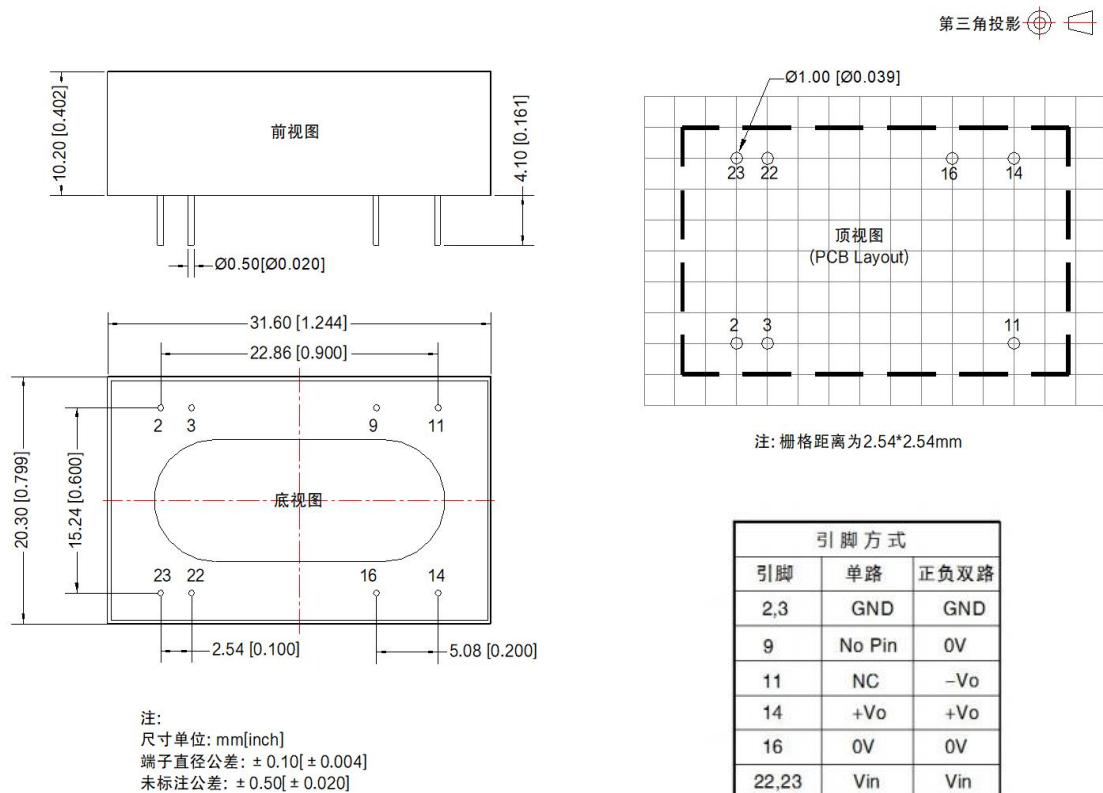 第三角投影
10.20 [0.402]
前视图
4.10 [0.161]
Ø0.50[Ø0.020]
Ø1.00 [Ø0.039]
23 22 16 14
顶视图
(PCB Layout)
2 3 11
注: 栅格距离为2.54*2.54mm
31.60 [1.244]
22.86 [0.900]
20.30 [0.799]
15.24 [0.600]
2 3 9 11
底视图
23 22 16 14
2.54 [0.100]
5.08 [0.200]
注:
尺寸单位: mm[inch]
端子直径公差: ±0.10[±0.004]
未标注公差: ±0.50[±0.020]
引脚方式
引脚 单路 正负双路
2,3 GND GND
9 No Pin 0V
11 NC −Vo
14 +Vo +Vo
16 0V 0V
22,23 Vin Vin